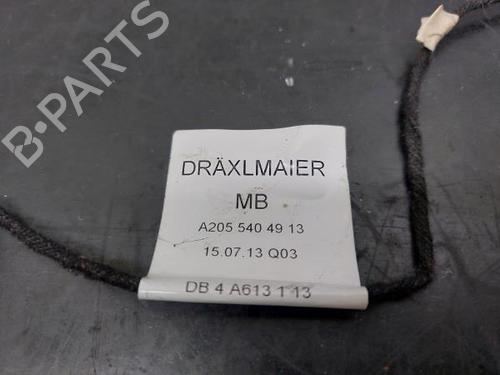 B-PARTS
DRÄXLMAIER
MB
A205 540 49 13
15.07.13 Q03
DB 4 A613 1 13